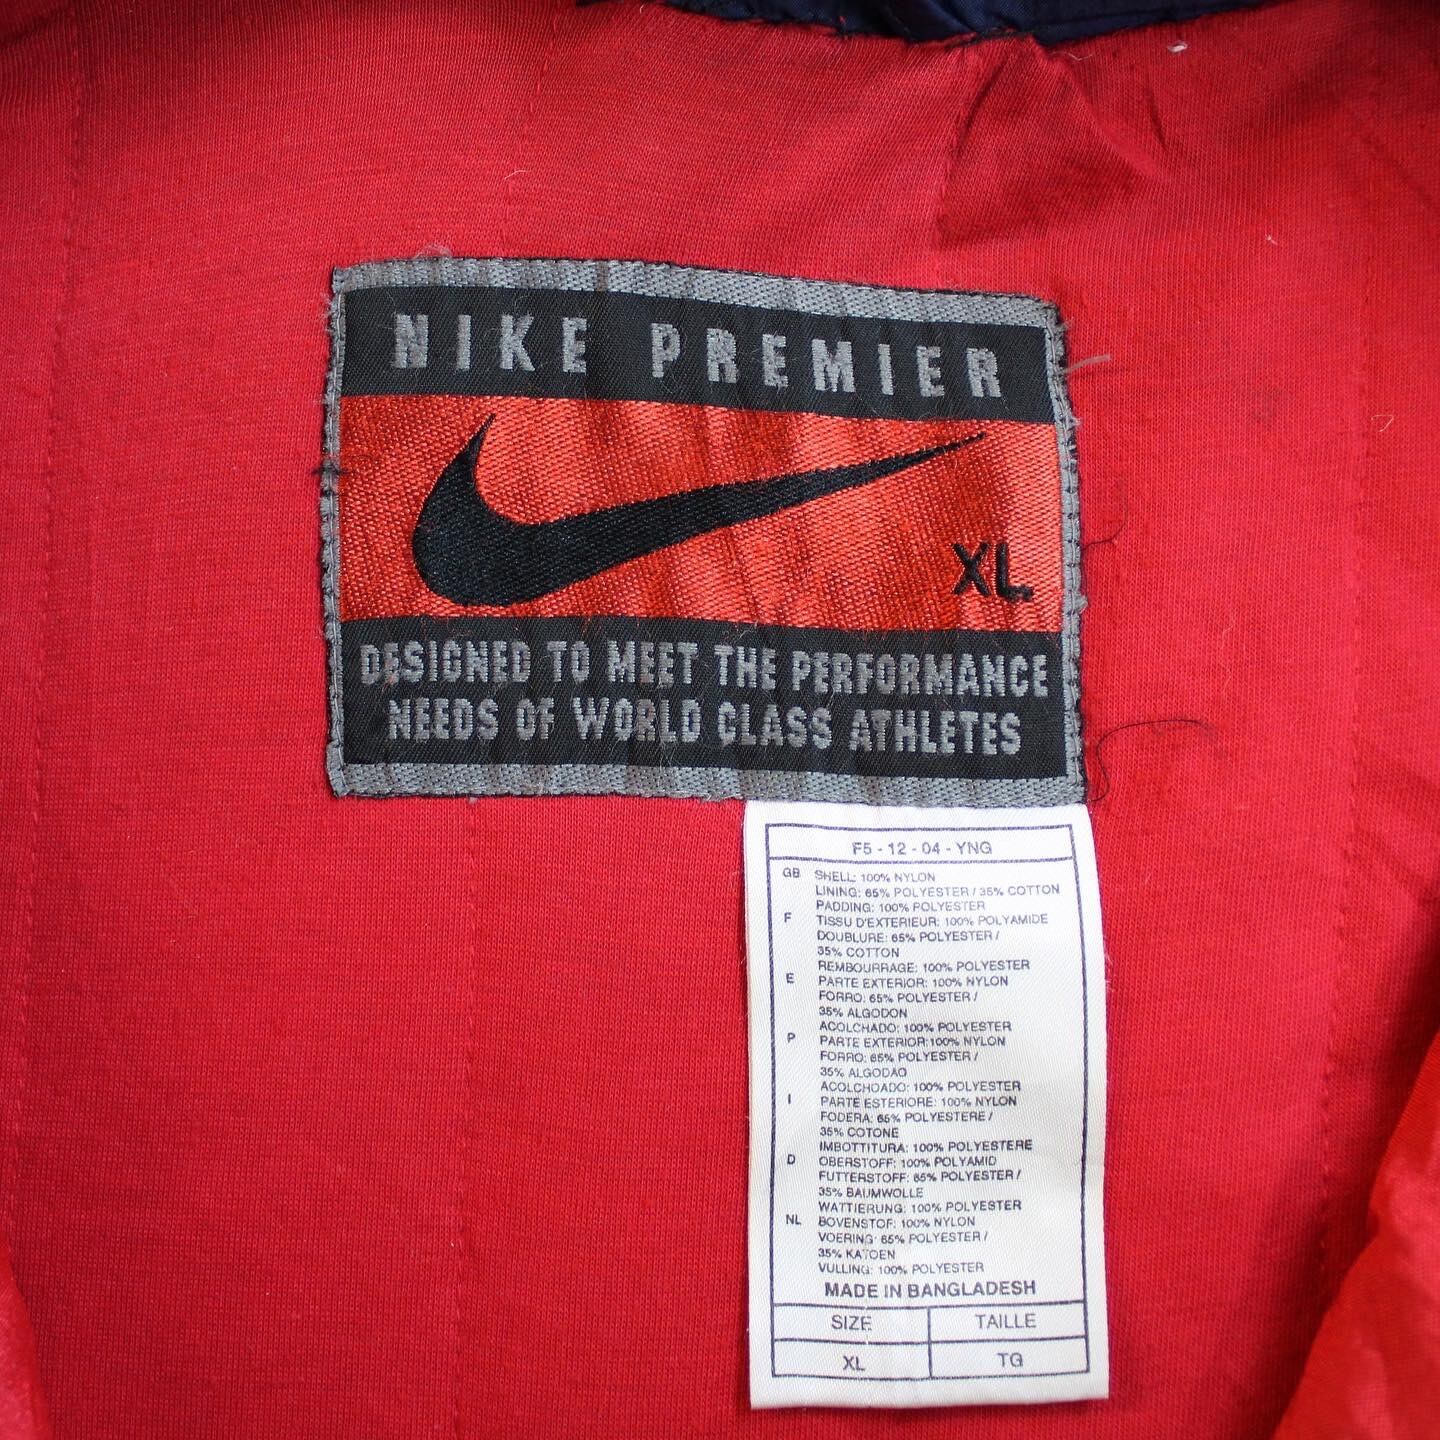 NIKE PREMIER
XL
DESIGNED TO MEET THE PERFORMANCE
NEEDS OF WORLD CLASS ATHLETES
F5 - 12 - 04 - YNG
GB SHELL: 100% NYLON
LINING: 65% POLYESTER / 35% COTTON
PADDING: 100% POLYESTER
F TISSU D'EXTERIEUR: 100% POLYAMIDE
DOUBLURE: 65% POLYESTER /
35% COTTON
REMBOURRAGE: 100% POLYESTER
E PARTE EXTERIOR: 100% NYLON
FORRO: 65% POLYESTER /
35% ALGODON
ACOLCHADO: 100% POLYESTER
P PARTE EXTERIOR: 100% NYLON
FORRO: 65% POLYESTER /
35% ALGODAO
ACOLCHOADO: 100% POLYESTER
I PARTE ESTERIORE: 100% NYLON
FODERA: 65% POLYESTERE /
35% COTONE
IMBOTTITURA: 100% POLYESTERE
D OBERSTOFF: 100% POLYAMID
FUTTERSTOFF: 65% POLYESTER /
35% BAUMWOLLE
WATTIERUNG: 100% POLYESTER
NL BOVENSTOF: 100% NYLON
VOERING: 65% POLYESTER /
35% KATOEN
VULLING: 100% POLYESTER
MADE IN BANGLADESH
SIZE TAILLE
XL TG